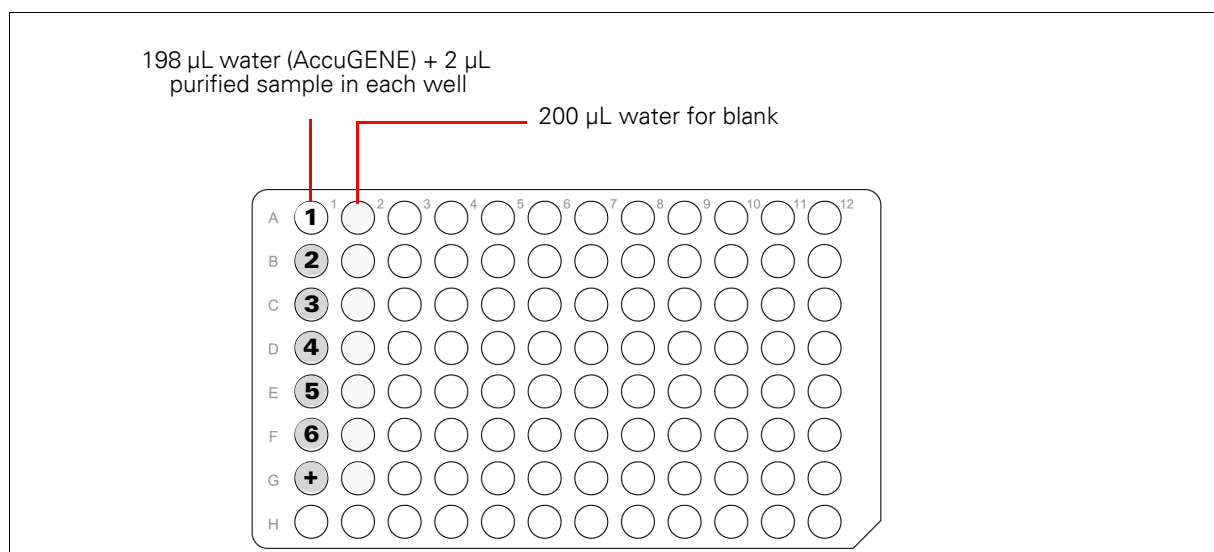 198 µL water (AccuGENE) + 2 µL
purified sample in each well
200 µL water for blank
1 2 3 4 5 6 7 8 9 10 11 12
A 1
B 2
C 3
D 4
E 5
F 6
G +
H